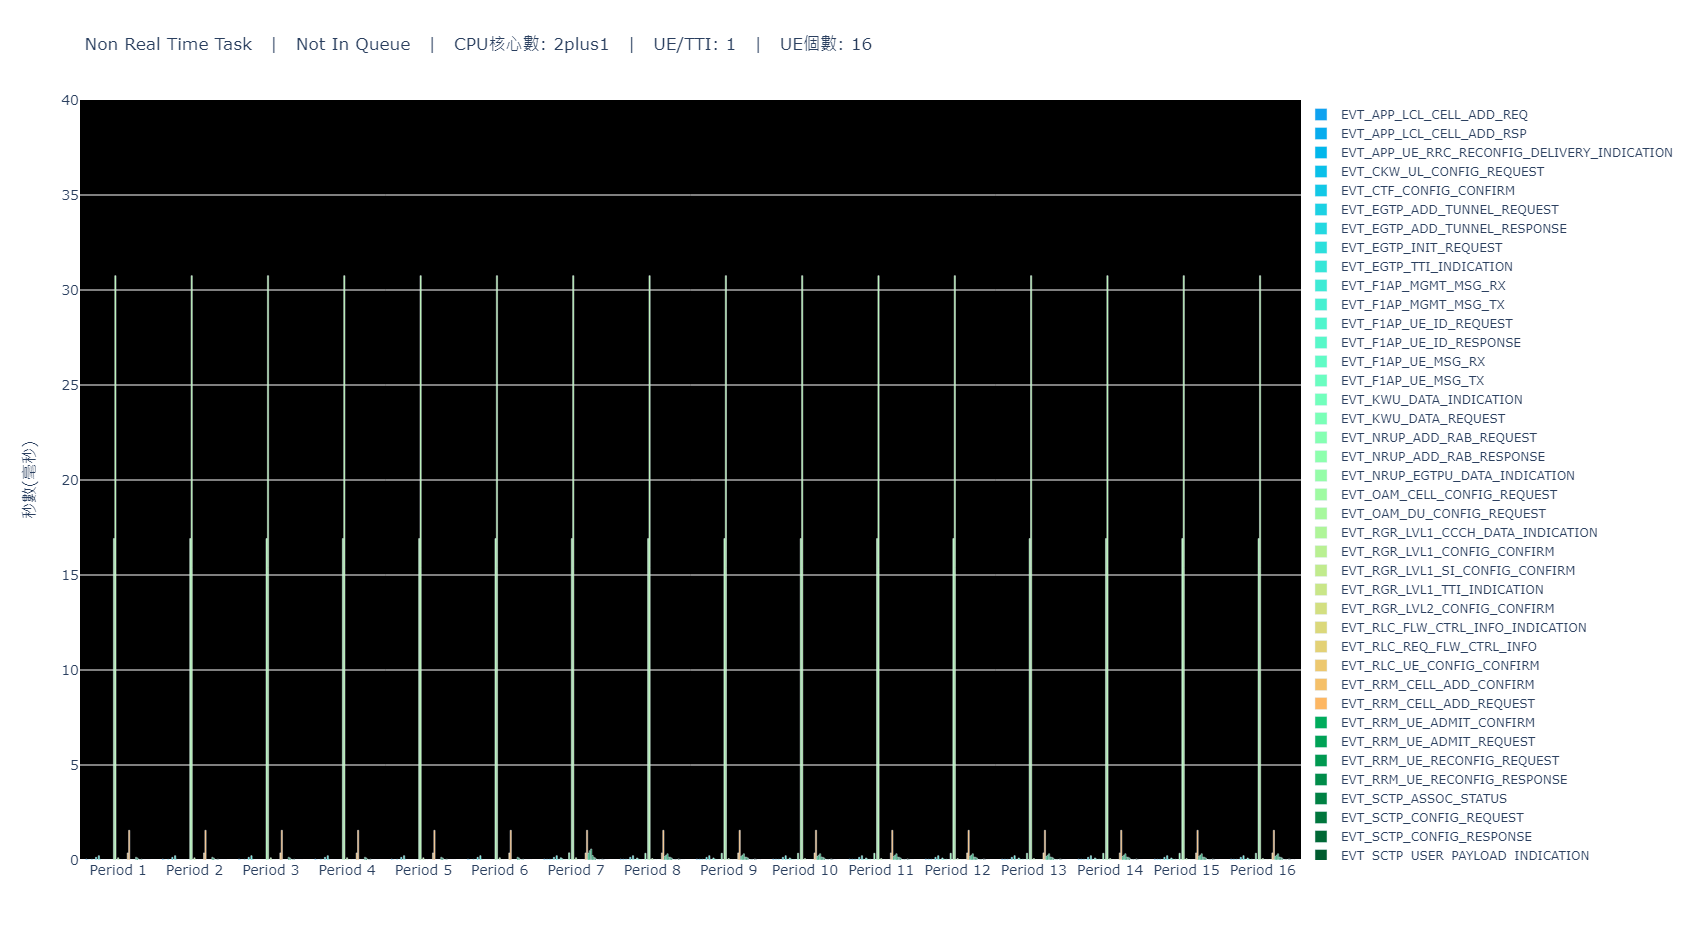 Non Real Time Task | Not In Queue | CPU核心數: 2plus1 | UE/TTI: 1 | UE個數: 16
秒數(毫秒)
40
35
30
25
20
15
10
5
0
Period 1 Period 2 Period 3 Period 4 Period 5 Period 6 Period 7 Period 8 Period 9 Period 10 Period 11 Period 12 Period 13 Period 14 Period 15 Period 16
EVT_APP_LCL_CELL_ADD_REQ
EVT_APP_LCL_CELL_ADD_RSP
EVT_APP_UE_RRC_RECONFIG_DELIVERY_INDICATION
EVT_CKW_UL_CONFIG_REQUEST
EVT_CTF_CONFIG_CONFIRM
EVT_EGTP_ADD_TUNNEL_REQUEST
EVT_EGTP_ADD_TUNNEL_RESPONSE
EVT_EGTP_INIT_REQUEST
EVT_EGTP_TTI_INDICATION
EVT_F1AP_MGMT_MSG_RX
EVT_F1AP_MGMT_MSG_TX
EVT_F1AP_UE_ID_REQUEST
EVT_F1AP_UE_ID_RESPONSE
EVT_F1AP_UE_MSG_RX
EVT_F1AP_UE_MSG_TX
EVT_KWU_DATA_INDICATION
EVT_KWU_DATA_REQUEST
EVT_NRUP_ADD_RAB_REQUEST
EVT_NRUP_ADD_RAB_RESPONSE
EVT_NRUP_EGTPU_DATA_INDICATION
EVT_OAM_CELL_CONFIG_REQUEST
EVT_OAM_DU_CONFIG_REQUEST
EVT_RGR_LVL1_CCCH_DATA_INDICATION
EVT_RGR_LVL1_CONFIG_CONFIRM
EVT_RGR_LVL1_SI_CONFIG_CONFIRM
EVT_RGR_LVL1_TTI_INDICATION
EVT_RGR_LVL2_CONFIG_CONFIRM
EVT_RLC_FLW_CTRL_INFO_INDICATION
EVT_RLC_REQ_FLW_CTRL_INFO
EVT_RLC_UE_CONFIG_CONFIRM
EVT_RRM_CELL_ADD_CONFIRM
EVT_RRM_CELL_ADD_REQUEST
EVT_RRM_UE_ADMIT_CONFIRM
EVT_RRM_UE_ADMIT_REQUEST
EVT_RRM_UE_RECONFIG_REQUEST
EVT_RRM_UE_RECONFIG_RESPONSE
EVT_SCTP_ASSOC_STATUS
EVT_SCTP_CONFIG_REQUEST
EVT_SCTP_CONFIG_RESPONSE
EVT_SCTP_USER_PAYLOAD_INDICATION